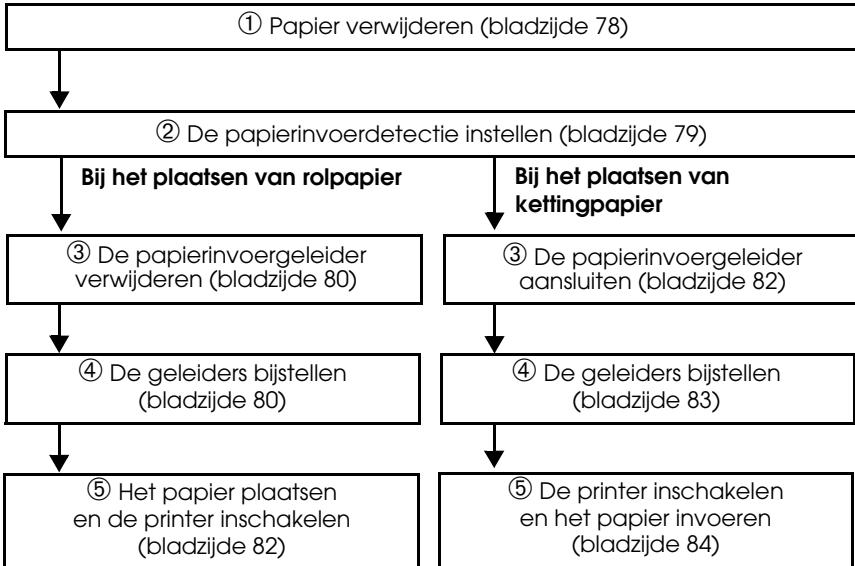 ① Papier verwijderen (bladzijde 78)
② De papierinvoerdetectie instellen (bladzijde 79)
Bij het plaatsen van rolpapier
③ De papierinvoergeleider
verwijderen (bladzijde 80)
④ De geleiders bijstellen
(bladzijde 80)
⑤ Het papier plaatsen
en de printer inschakelen
(bladzijde 82)
Bij het plaatsen van
kettingpapier
③ De papierinvoergeleider
aansluiten (bladzijde 82)
④ De geleiders bijstellen
(bladzijde 83)
⑤ De printer inschakelen
en het papier invoeren
(bladzijde 84)